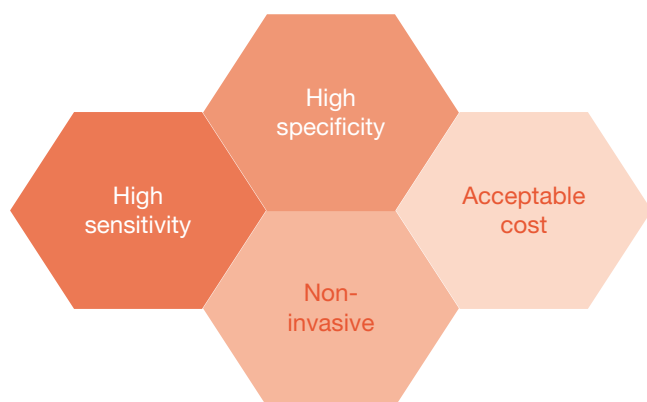 High
specificity
High
sensitivity
Acceptable
cost
Non-
invasive